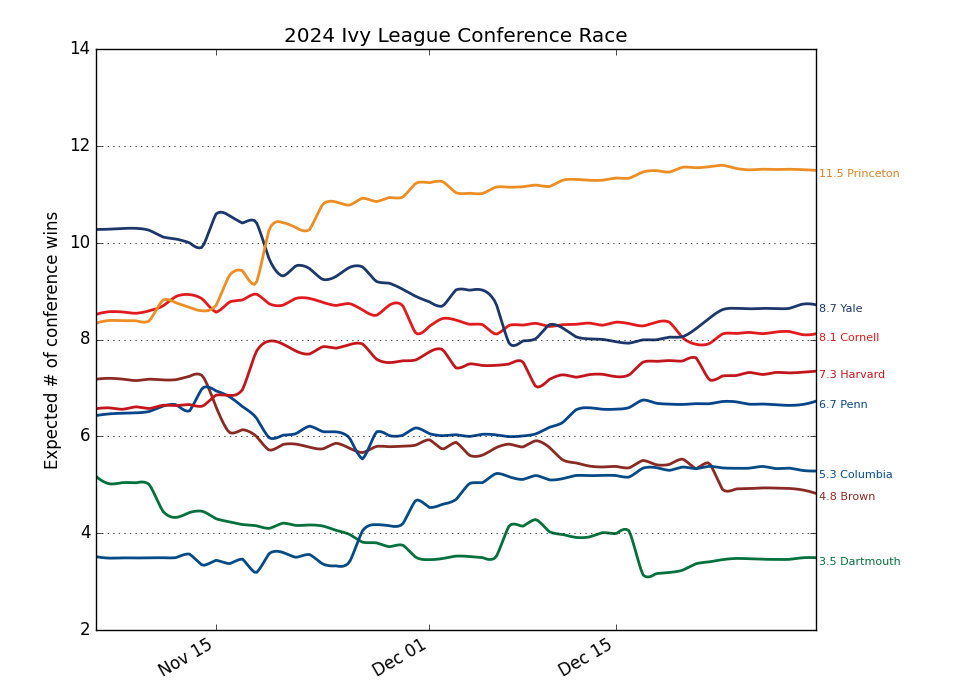 2024 Ivy League Conference Race
Expected # of conference wins
14
12
10
8
6
4
2
Nov 15
Dec 01
Dec 15
11.5 Princeton
8.7 Yale
8.1 Cornell
7.3 Harvard
6.7 Penn
5.3 Columbia
4.8 Brown
3.5 Dartmouth